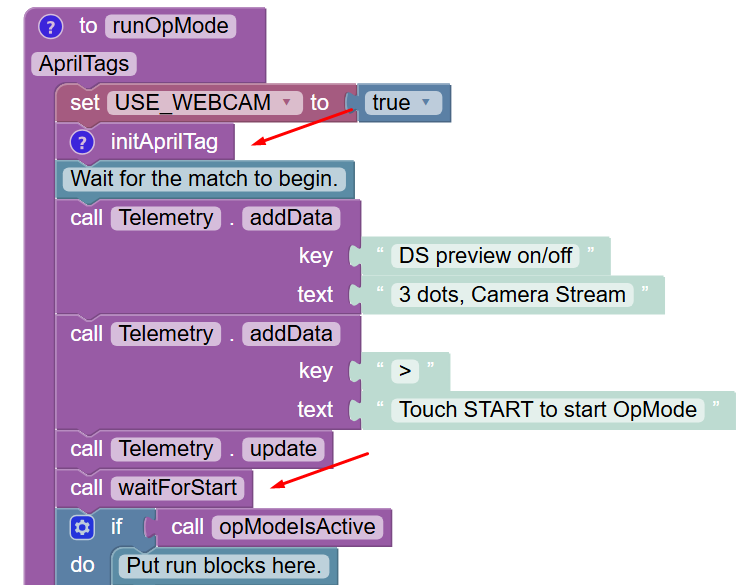 ? to runOpMode
AprilTags
set USE_WEBCAM to true
? initAprilTag
Wait for the match to begin.
call Telemetry . addData
key “ DS preview on/off ”
text “ 3 dots, Camera Stream ”
call Telemetry . addData
key “ > ”
text “ Touch START to start OpMode ”
call Telemetry . update
call waitForStart
if call opModeIsActive
do Put run blocks here.